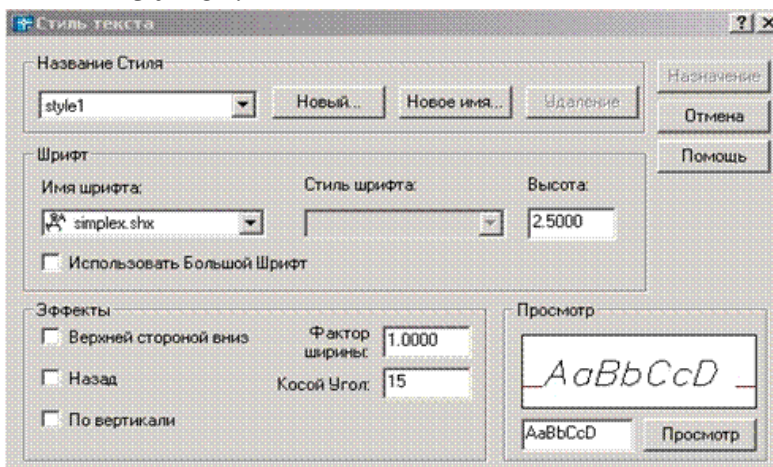 Стиль текста
Название Стиля
style1
Новый...
Новое имя...
Удаление
Назначение
Отмена
Помощь
Шрифт
Имя шрифта:
Стиль шрифта:
Высота:
simplex.shx
2.5000
Использовать Большой Шрифт
Эффекты
Верхней стороной вниз
Назад
По вертикали
Фактор
ширины:
1.0000
Косой Угол:
15
Просмотр
AaBbCcD
AaBbCcD
Просмотр